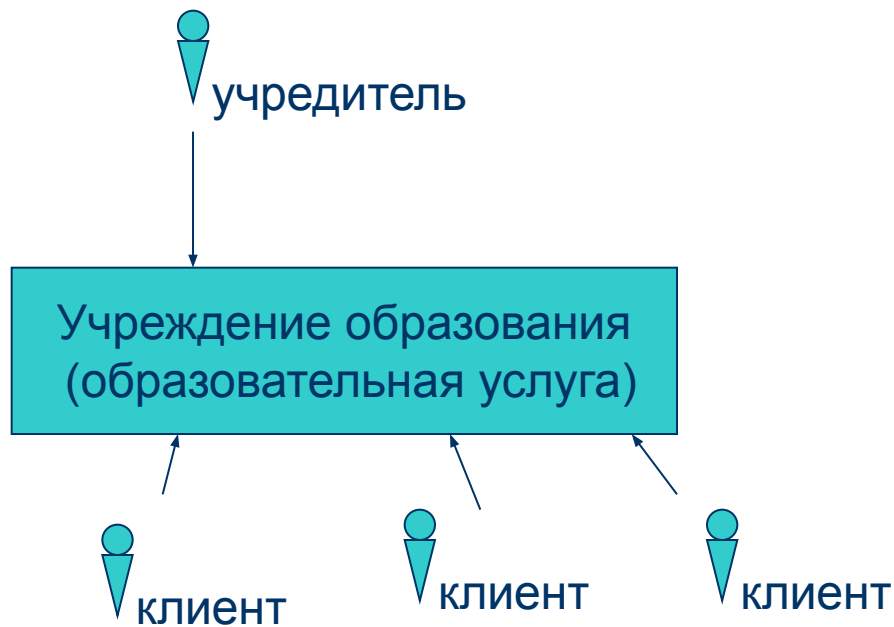 учредитель
Учреждение образования
(образовательная услуга)
клиент
клиент
клиент